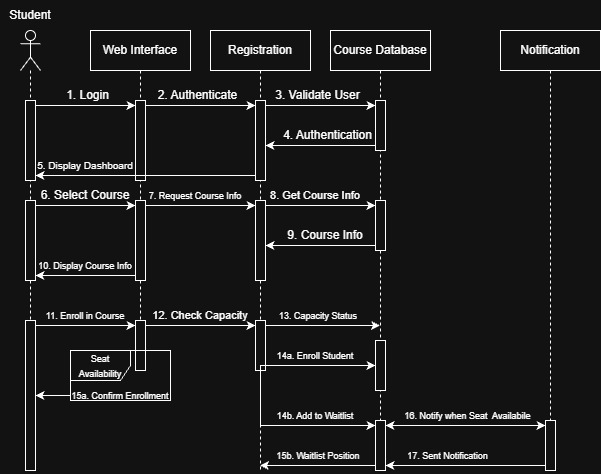 Student
Web Interface
Registration
Course Database
Notification
1. Login
2. Authenticate
3. Validate User
4. Authentication
5. Display Dashboard
6. Select Course
7. Request Course Info
8. Get Course Info
9. Course Info
10. Display Course Info
11. Enroll in Course
12. Check Capacity
13. Capacity Status
Seat
Availability
14a. Enroll Student
15a. Confirm Enrollment
14b. Add to Waitlist
16. Notify when Seat Availabile
15b. Waitlist Position
17. Sent Notification